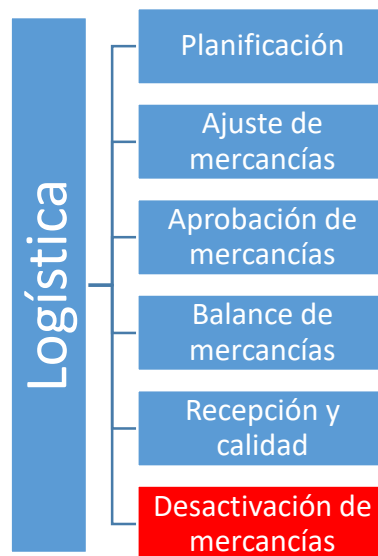 Logística
Planificación
Ajuste de
mercancías
Aprobación de
mercancías
Balance de
mercancías
Recepción y
calidad
Desactivación de
mercancías